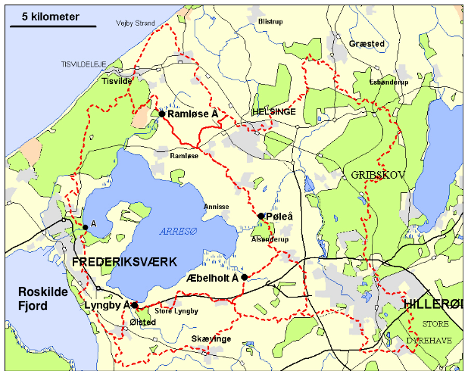 5 kilometer
Vejby Strand
Blistrup
Græsted
TISVILDELEJE
Tisvilde
Esbønderup
Ramløse A
HELSINGE
Ramløse
GRIBSKOV
Annisse
Pøleå
A
ARRESØ
Alsønderup
FREDERIKSVÆRK
Æbelholt A
Roskilde
Fjord
Lyngby A
Store Lyngby
HILLERØ
Ølsted
STORE
Skævinge
DYREHAVE